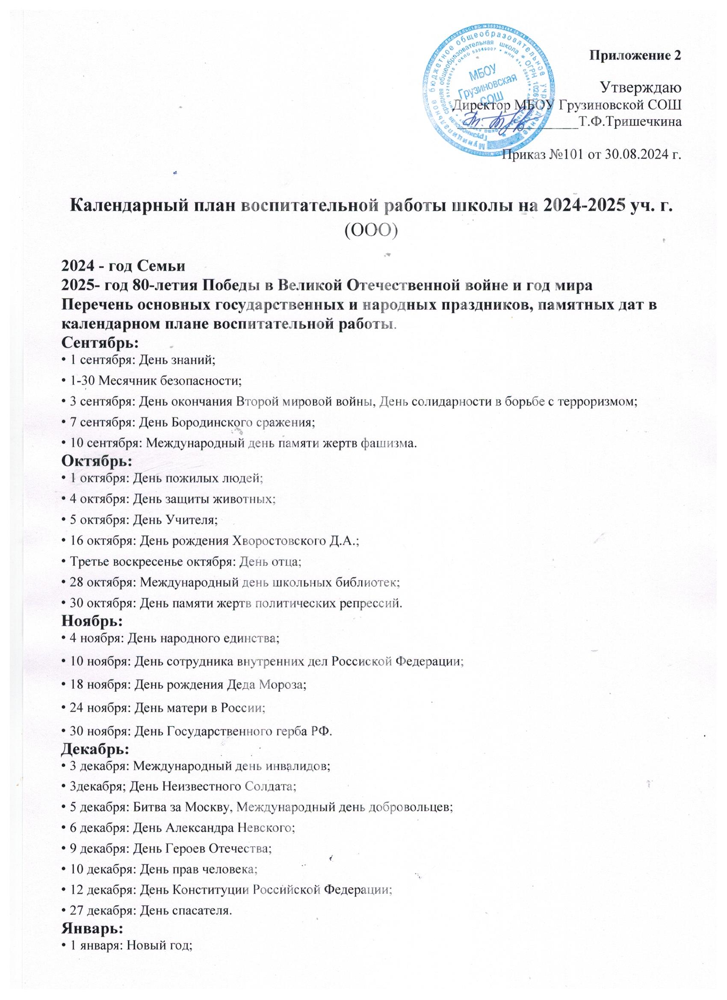 Приложение 2
МБОУ
Грузиновская
СОШ
Утверждаю
Директор МБОУ Грузиновской СОШ
Т.Ф.Тришечкина
Приказ №101 от 30.08.2024 г.
Календарный план воспитательной работы школы на 2024-2025 уч. г.
(ООО)
2024 - год Семьи
2025- год 80-летия Победы в Великой Отечественной войне и год мира
Перечень основных государственных и народных праздников, памятных дат в
календарном плане воспитательной работы.
Сентябрь:
• 1 сентября: День знаний;
• 1-30 Месячник безопасности;
• 3 сентября: День окончания Второй мировой войны, День солидарности в борьбе с терроризмом;
• 7 сентября: День Бородинского сражения;
• 10 сентября: Международный день памяти жертв фашизма.
Октябрь:
• 1 октября: День пожилых людей;
• 4 октября: День защиты животных;
• 5 октября: День Учителя;
• 16 октября: День рождения Хворостовского Д.А.;
• Третье воскресенье октября: День отца;
• 28 октября: Международный день школьных библиотек;
• 30 октября: День памяти жертв политических репрессий.
Ноябрь:
• 4 ноября: День народного единства;
• 10 ноября: День сотрудника внутренних дел Россиской Федерации;
• 18 ноября: День рождения Деда Мороза;
• 24 ноября: День матери в России;
• 30 ноября: День Государственного герба РФ.
Декабрь:
• 3 декабря: Международный день инвалидов;
• 3декабря; День Неизвестного Солдата;
• 5 декабря: Битва за Москву, Международный день добровольцев;
• 6 декабря: День Александра Невского;
• 9 декабря: День Героев Отечества;
• 10 декабря: День прав человека;
• 12 декабря: День Конституции Российской Федерации;
• 27 декабря: День спасателя.
Январь:
• 1 января: Новый год;